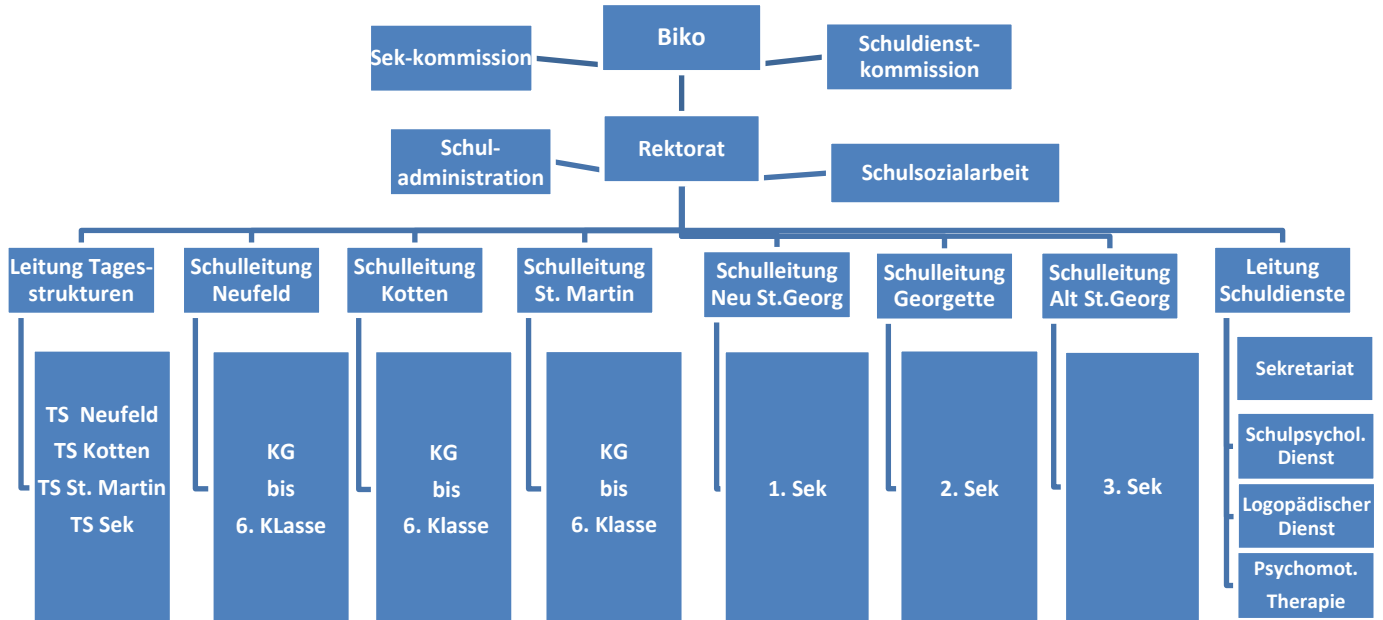 Biko
Sek-kommission
Schuldienst-
kommission
Rektorat
Schul-
administration
Schulsozialarbeit
Leitung Tages-
strukturen
Schulleitung
Neufeld
Schulleitung
Kotten
Schulleitung
St. Martin
Schulleitung
Neu St.Georg
Schulleitung
Georgette
Schulleitung
Alt St.Georg
Leitung
Schuldienste
TS  Neufeld
TS Kotten
TS St. Martin
TS Sek
KG
bis
6. KLasse
KG
bis
6. Klasse
KG
bis
6. Klasse
1. Sek
2. Sek
3. Sek
Sekretariat
Schulpsychol.
Dienst
Logopädischer
Dienst
Psychomot.
Therapie